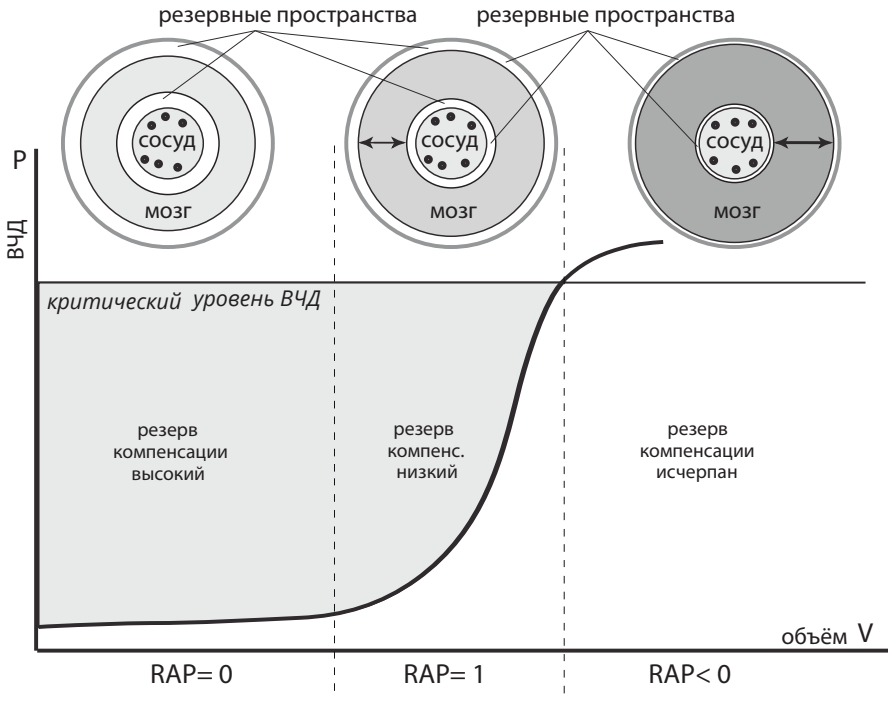 резервные пространства
резервные пространства
сосуд
мозг
сосуд
мозг
сосуд
мозг
P
ВЧД
критический уровень ВЧД
резерв
компенсации
высокий
резерв
компенс.
низкий
резерв
компенсации
исчерпан
объём V
RAP= 0
RAP= 1
RAP< 0